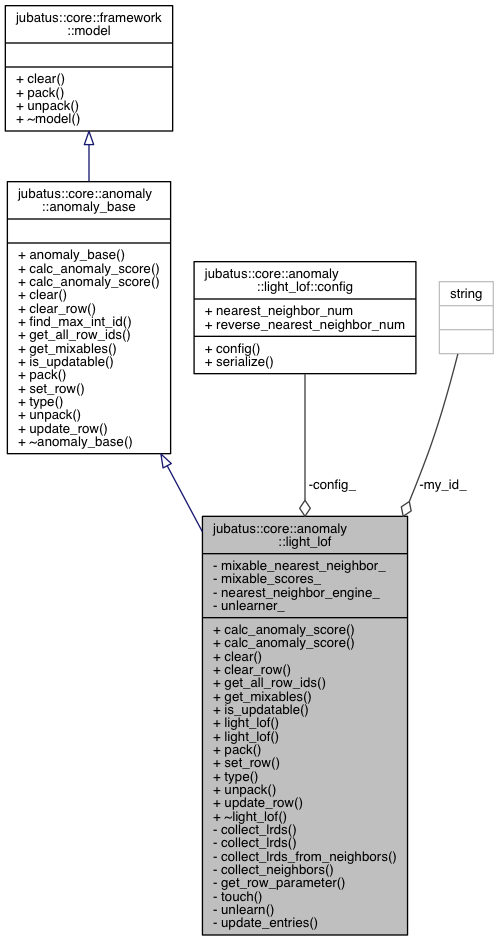 jubatus::core::framework
::model
+ clear()
+ pack()
+ unpack()
+ ~model()
jubatus::core::anomaly
::anomaly_base
+ anomaly_base()
+ calc_anomaly_score()
+ calc_anomaly_score()
+ clear()
+ clear_row()
+ find_max_int_id()
+ get_all_row_ids()
+ get_mixables()
+ is_updatable()
+ pack()
+ set_row()
+ type()
+ unpack()
+ update_row()
+ ~anomaly_base()
jubatus::core::anomaly
::light_lof::config
+ nearest_neighbor_num
+ reverse_nearest_neighbor_num
+ config()
+ serialize()
string
-config_
-my_id_
jubatus::core::anomaly
::light_lof
- mixable_nearest_neighbor_
- mixable_scores_
- nearest_neighbor_engine_
- unlearner_
+ calc_anomaly_score()
+ calc_anomaly_score()
+ clear()
+ clear_row()
+ get_all_row_ids()
+ get_mixables()
+ is_updatable()
+ light_lof()
+ light_lof()
+ pack()
+ set_row()
+ type()
+ unpack()
+ update_row()
+ ~light_lof()
- collect_lrds()
- collect_lrds()
- collect_lrds_from_neighbors()
- collect_neighbors()
- get_row_parameter()
- touch()
- unlearn()
- update_entries()